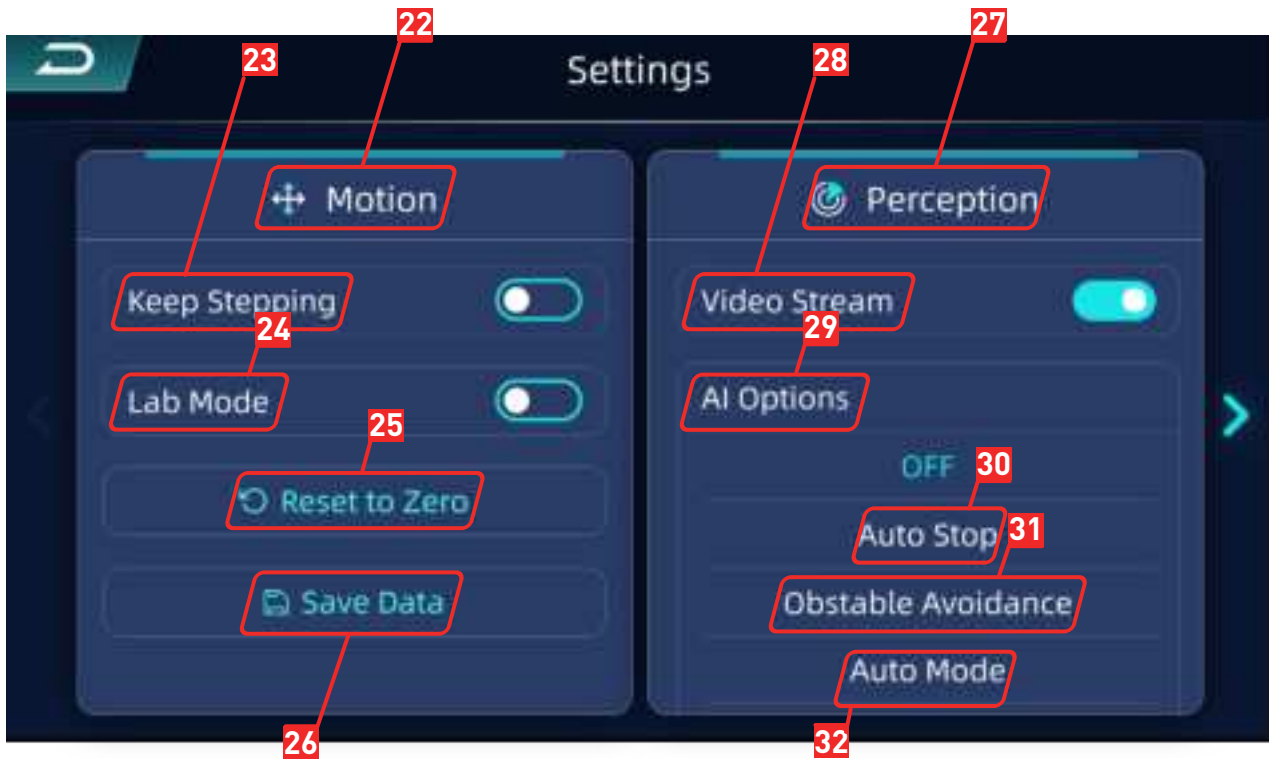 22
27
23
Settings
28
Motion
Perception
Keep Stepping
Video Stream
24
29
Lab Mode
AI Options
25
OFF
30
Reset to Zero
Auto Stop
31
Save Data
Obstable Avoidance
Auto Mode
26
32